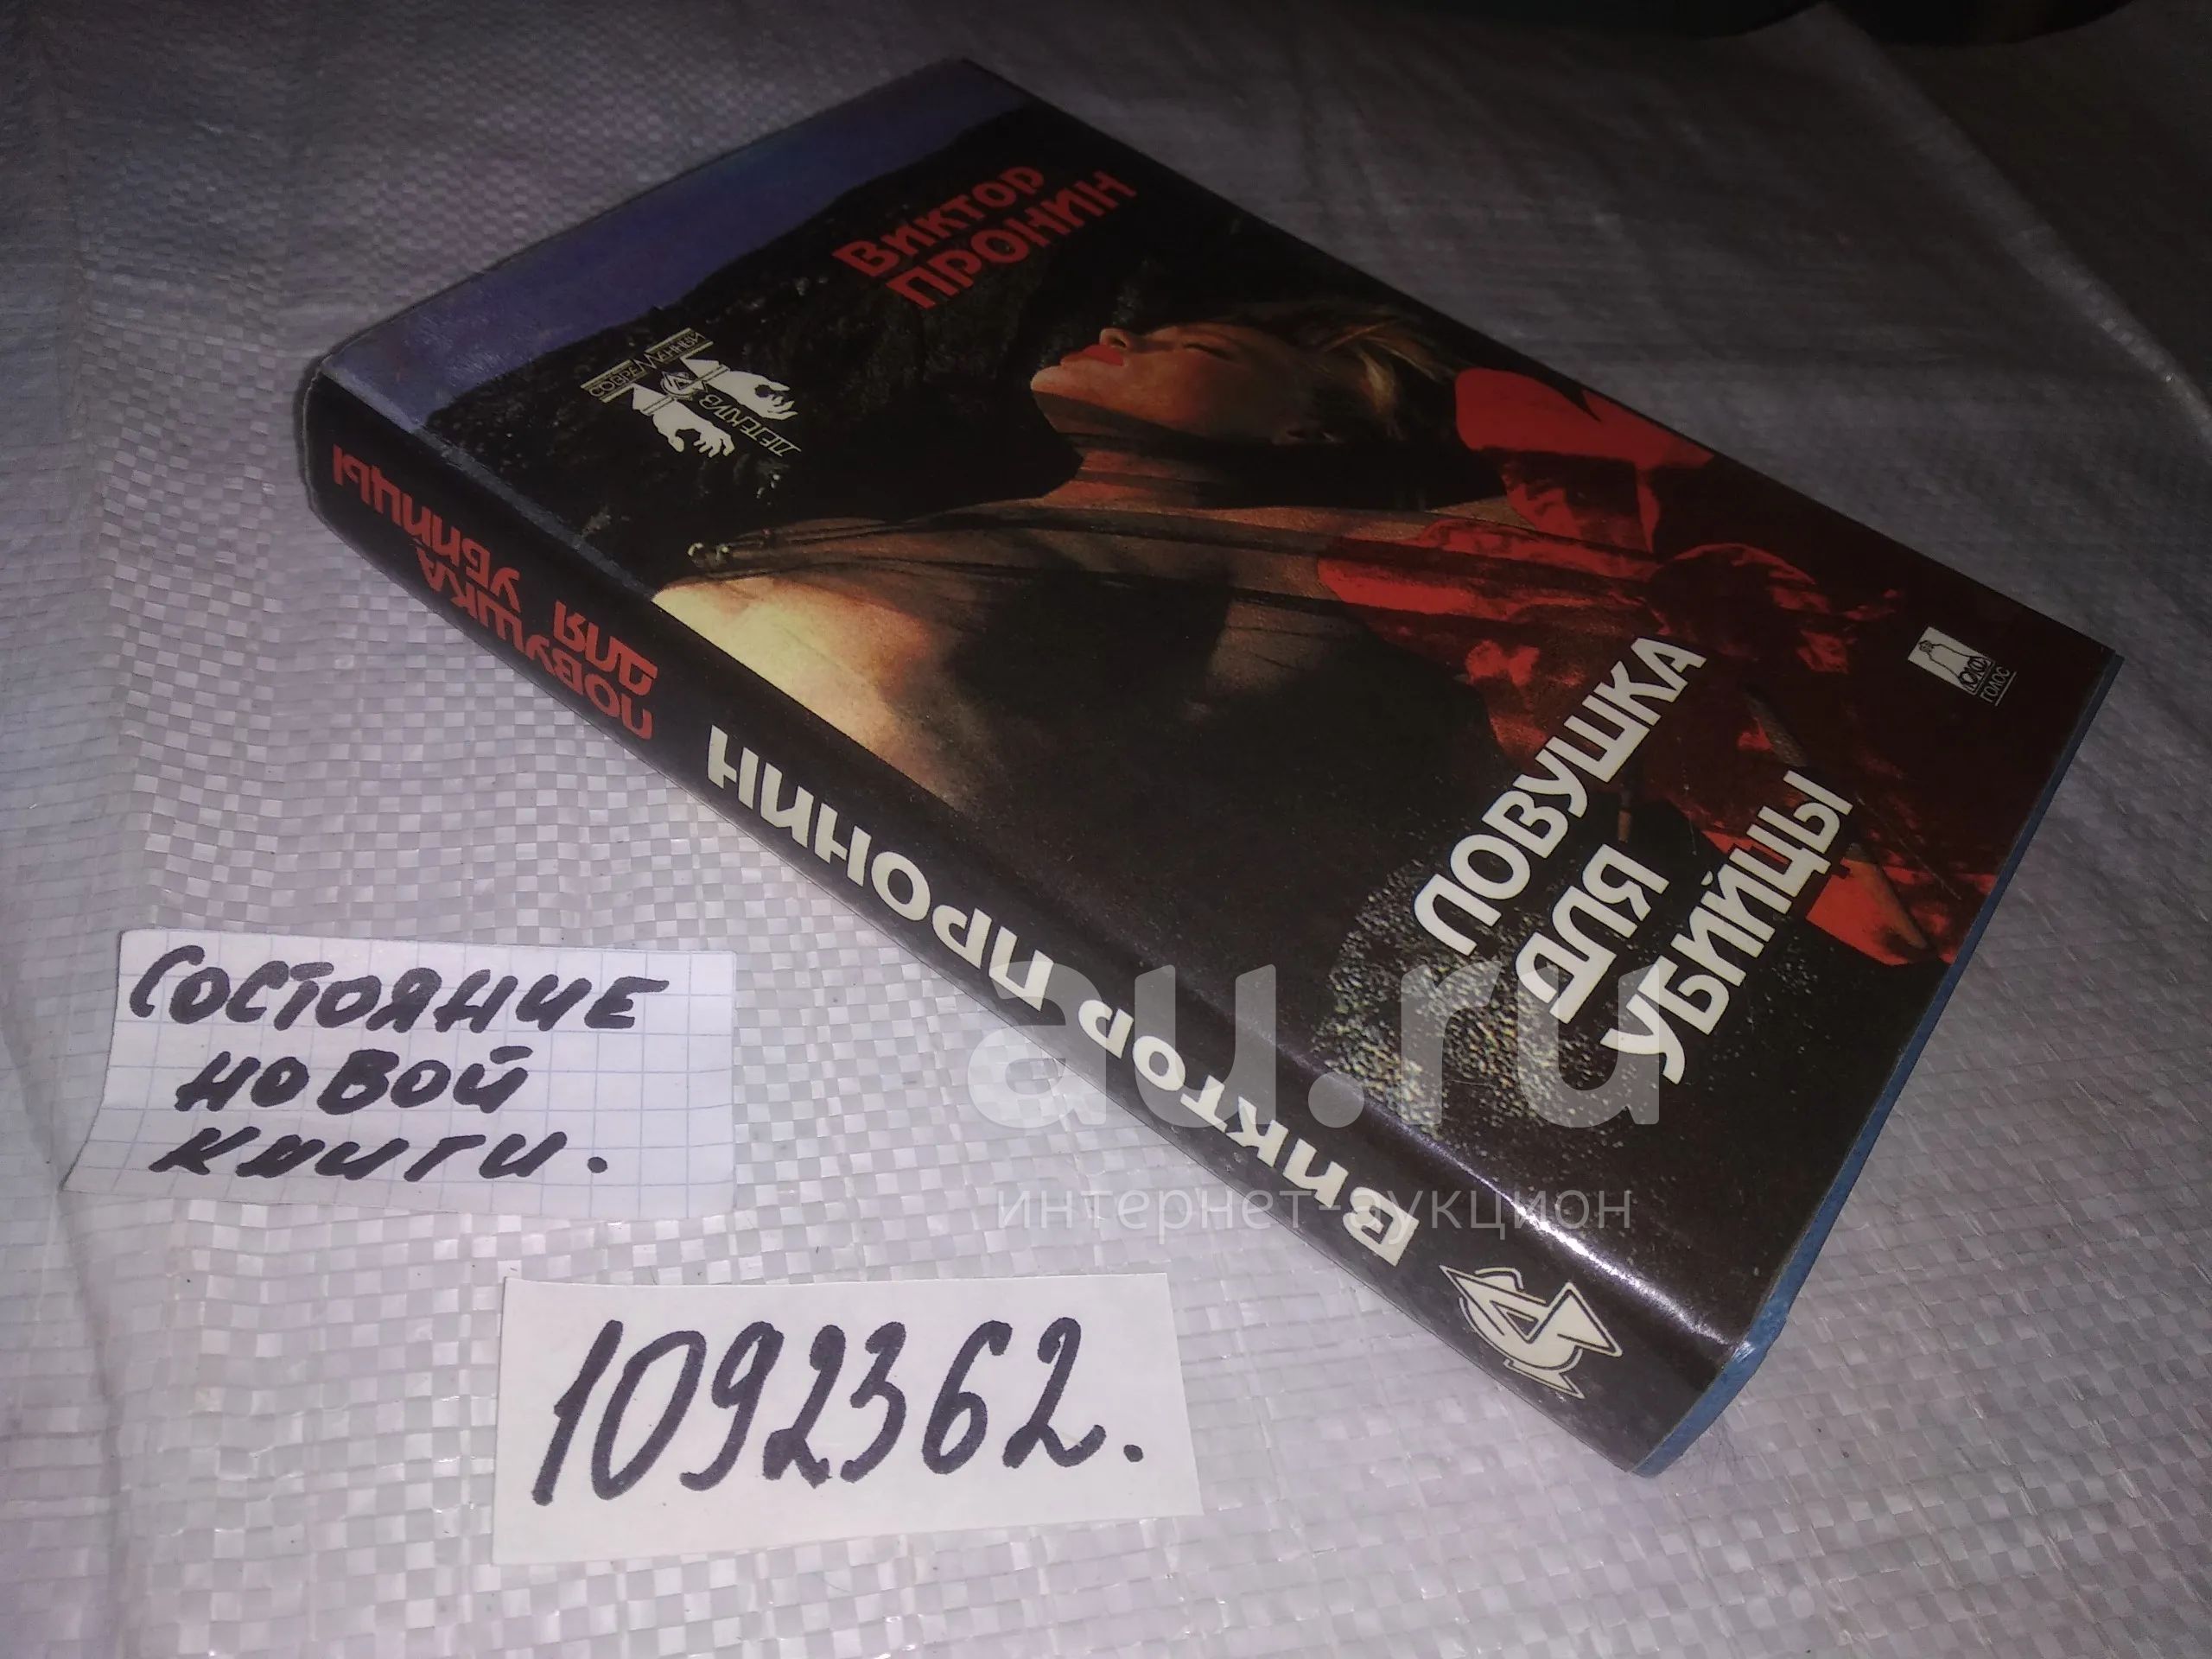 Виктор
ПРОНИН
СОВРЕМЕННЫЙ
ДЕТЕКТИВ
ЛОВУШКА
ДЛЯ
УБИЙЦЫ
ГОЛОС
Виктор ПРОНИН
ЛОВУШКА
ДЛЯ
УБИЙЦЫ
СОСТОЯНИЕ
НОВОЙ
КНИГИ.
1092362.
au.ru
интернет-аукцион